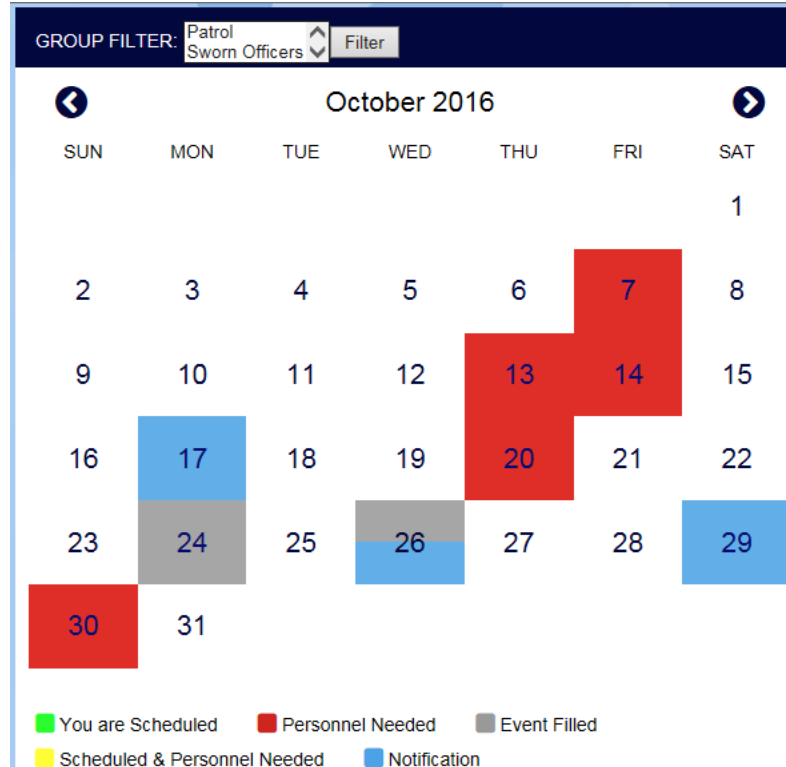 GROUP FILTER: Patrol
Sworn Officers Filter
October 2016
SUN MON TUE WED THU FRI SAT
1
2 3 4 5 6 7 8
9 10 11 12 13 14 15
16 17 18 19 20 21 22
23 24 25 26 27 28 29
30 31
You are Scheduled Personnel Needed Event Filled
Scheduled & Personnel Needed Notification